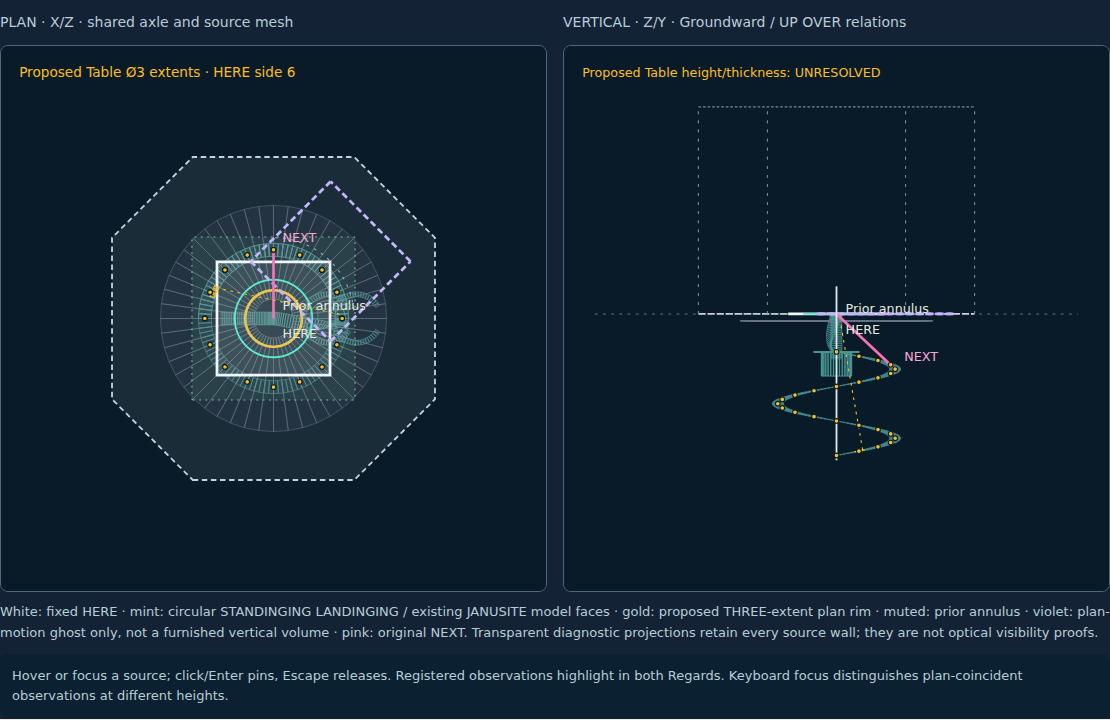 PLAN · X/Z · shared axle and source mesh
VERTICAL · Z/Y · Groundward / UP OVER relations
Proposed Table Ø3 extents · HERE side 6
Proposed Table height/thickness: UNRESOLVED
NEXT
Prior annulus
HERE
Prior annulus
HERE
NEXT
White: fixed HERE · mint: circular STANDING LANDINGING / existing JANUSITE model faces · gold: proposed THREE-extent plan rim · muted: prior annulus · violet: plan-
motion ghost only, not a furnished vertical volume · pink: original NEXT. Transparent diagnostic projections retain every source wall; they are not optical visibility proofs.
Hover or focus a source; click/Enter pins, Escape releases. Registered observations highlight in both Regards. Keyboard focus distinguishes plan-coincident
observations at different heights.